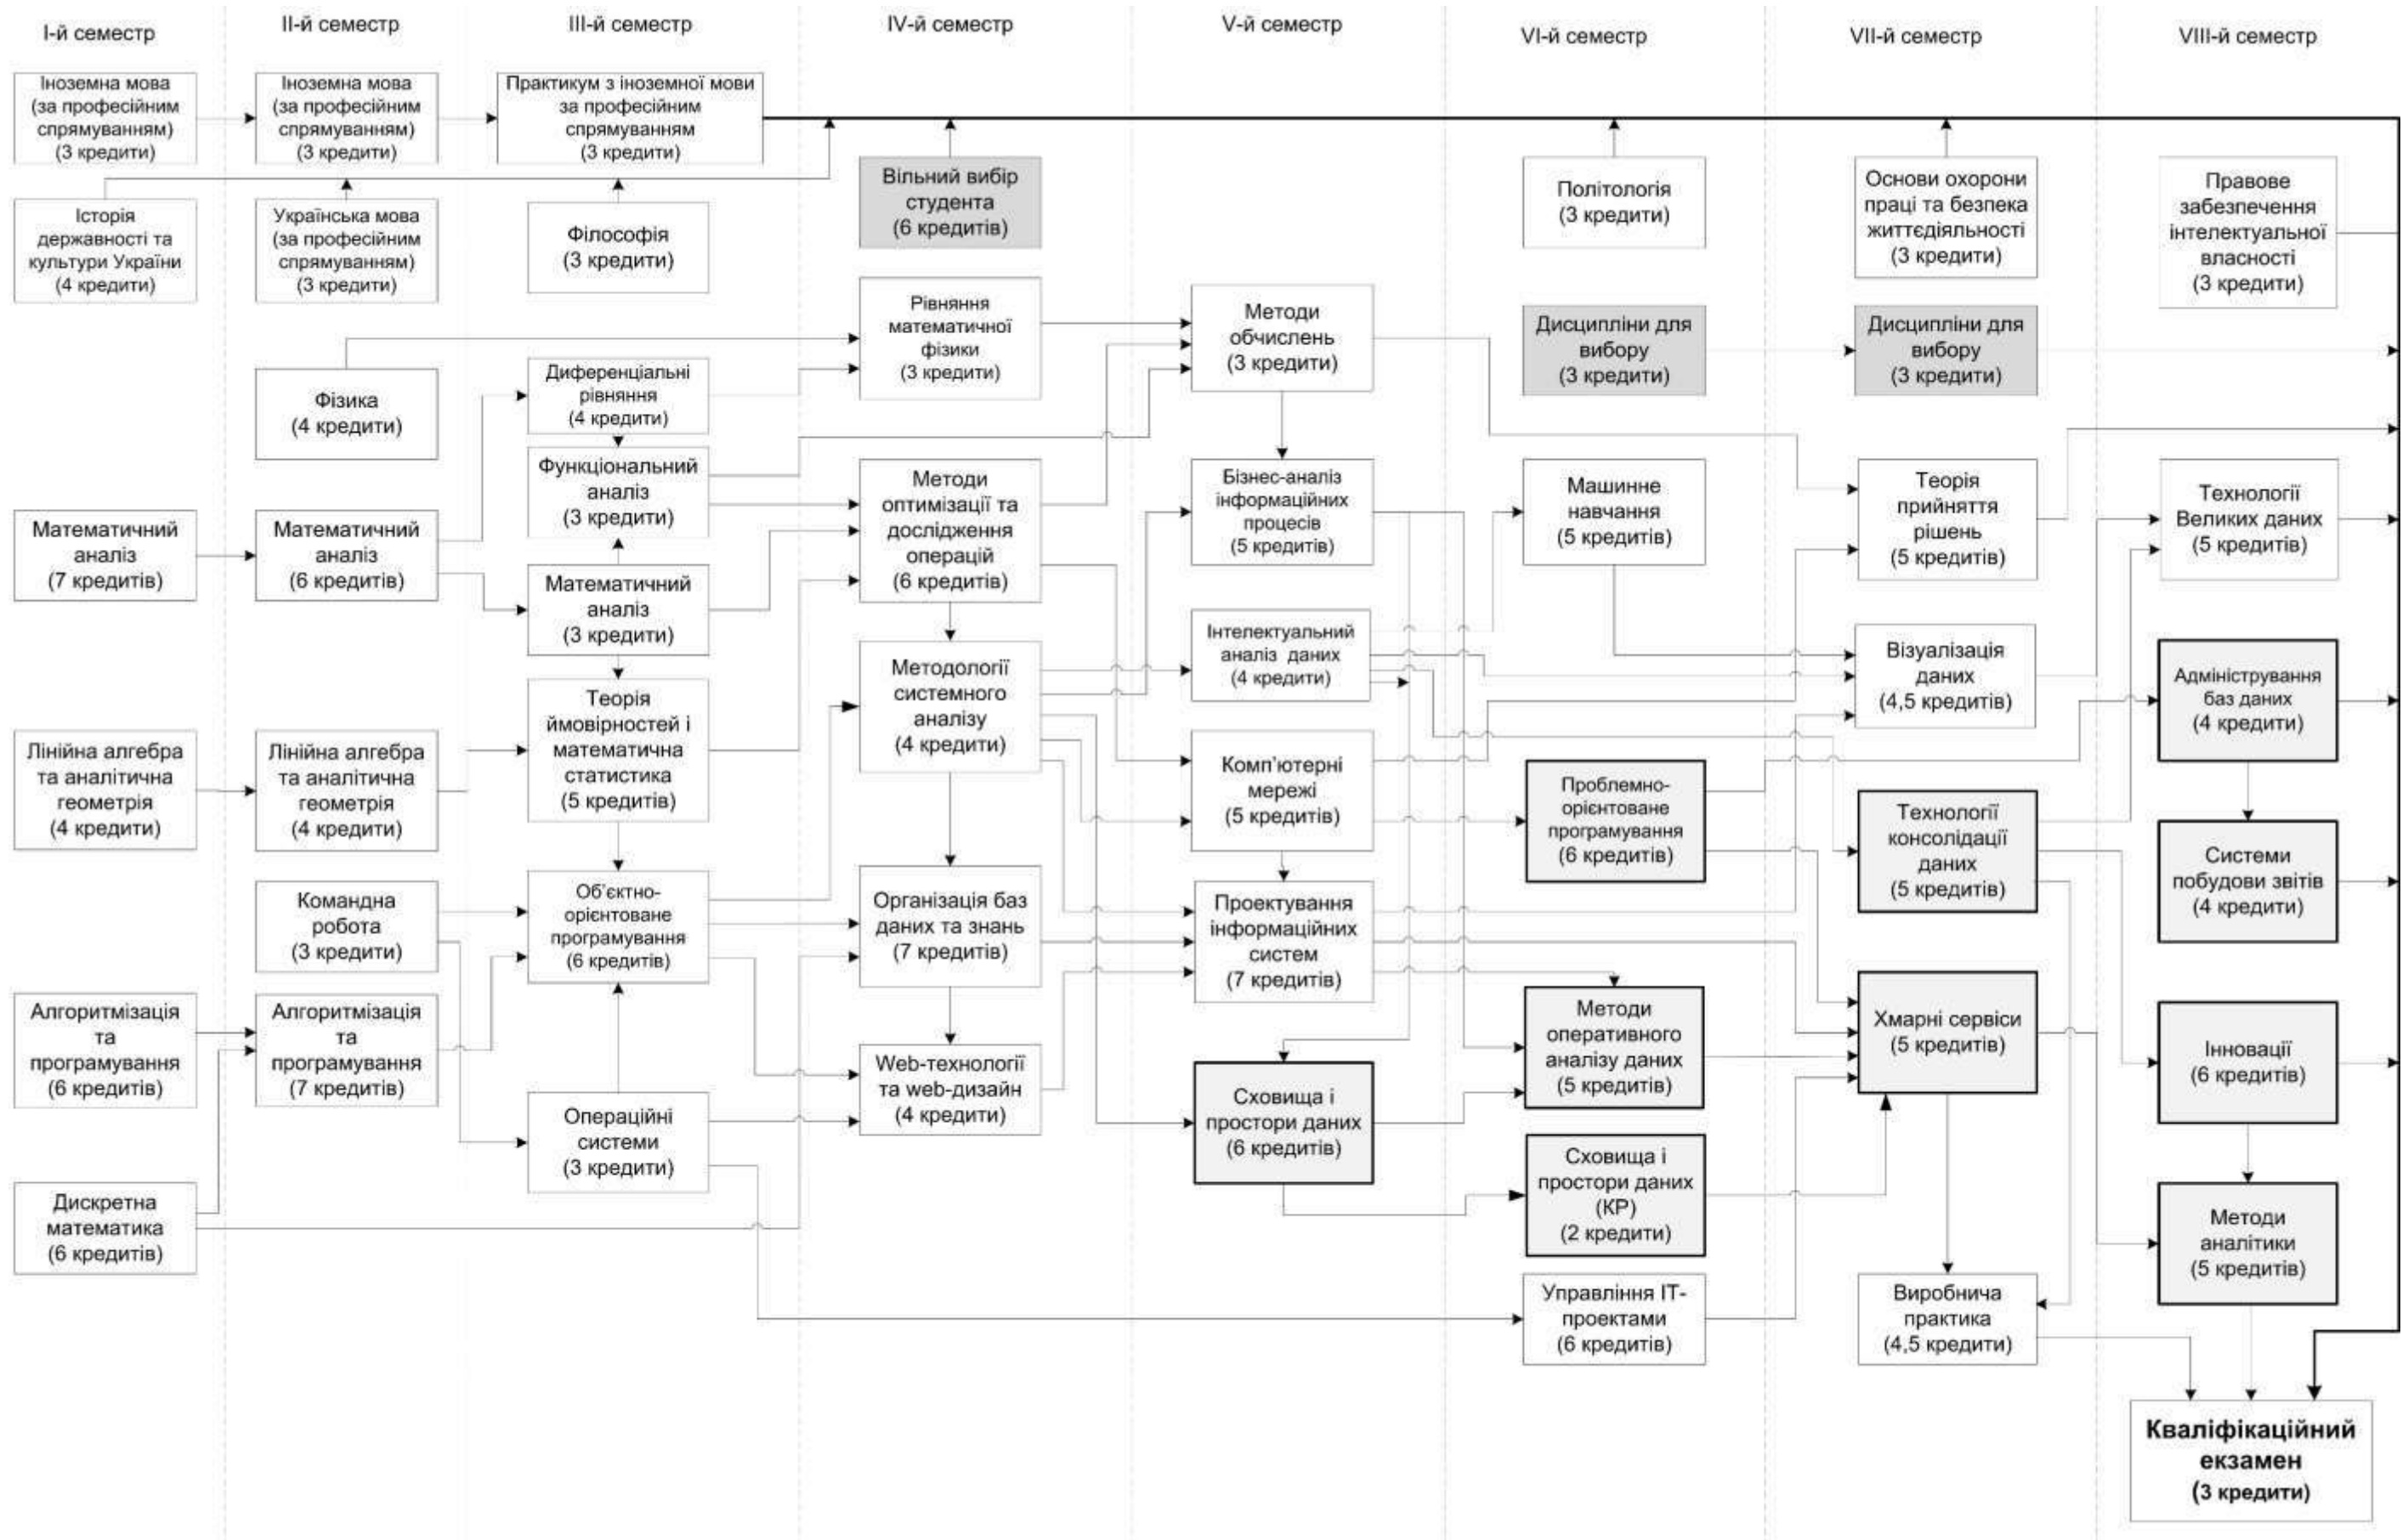 I-й семестр
Іноземна мова
(за професійним
спрямуванням)
(3 кредити)
Історія
державності та
культури України
(4 кредити)
Математичний
аналіз
(7 кредитів)
Лінійна алгебра
та аналітична
геометрія
(4 кредити)
Алгоритмізація
та
програмування
(6 кредитів)
Дискретна
математика
(6 кредитів)
II-й семестр
Іноземна мова
(за професійним
спрямуванням)
(3 кредити)
Українська мова
(за професійним
спрямуванням)
(3 кредити)
Фізика
(4 кредити)
Математичний
аналіз
(6 кредитів)
Лінійна алгебра
та аналітична
геометрія
(4 кредити)
Командна
робота
(3 кредити)
Алгоритмізація
та
програмування
(7 кредитів)
III-й семестр
Практикум з іноземної мови
за професійним
спрямуванням
(3 кредити)
Філософія
(3 кредити)
Диференціальні
рівняння
(4 кредити)
Функціональний
аналіз
(3 кредити)
Математичний
аналіз
(3 кредити)
Теорія
ймовірностей і
математична
статистика
(5 кредитів)
Об'єктно-
орієнтоване
програмування
(6 кредитів)
Операційні
системи
(3 кредити)
IV-й семестр
Вільний вибір
студента
(6 кредитів)
Рівняння
математичної
фізики
(3 кредити)
Методи
оптимізації та
дослідження
операцій
(6 кредитів)
Методології
системного
аналізу
(4 кредити)
Організація баз
даних та знань
(7 кредитів)
Web-технології
та web-дизайн
(4 кредити)
V-й семестр
Методи
обчислень
(3 кредити)
Бізнес-аналіз
інформаційних
процесів
(5 кредитів)
Інтелектуальний
аналіз даних
(4 кредити)
Комп'ютерні
мережі
(5 кредитів)
Проектування
інформаційних
систем
(7 кредитів)
Сховища і
простори даних
(6 кредитів)
VI-й семестр
Політологія
(3 кредити)
Дисципліни для
вибору
(3 кредити)
Машинне
навчання
(5 кредитів)
Проблемно-
орієнтоване
програмування
(6 кредитів)
Методи
оперативного
аналізу даних
(5 кредитів)
Сховища і
простори даних
(КР)
(2 кредити)
Управління ІТ-
проектами
(6 кредитів)
VII-й семестр
Основи охорони
праці та безпека
життєдіяльності
(3 кредити)
Дисципліни для
вибору
(3 кредити)
Теорія
прийняття
рішень
(5 кредитів)
Візуалізація
даних
(4,5 кредитів)
Технології
консолідації
даних
(5 кредитів)
Хмарні сервіси
(5 кредитів)
Виробнича
практика
(4,5 кредити)
VIII-й семестр
Правове
забезпечення
інтелектуальної
власності
(3 кредити)
Технології
Великих даних
(5 кредитів)
Адміністрування
баз даних
(4 кредити)
Системи
побудови звітів
(4 кредити)
Інновації
(6 кредитів)
Методи
аналітики
(5 кредитів)
Кваліфікаційний
екзамен
(3 кредити)